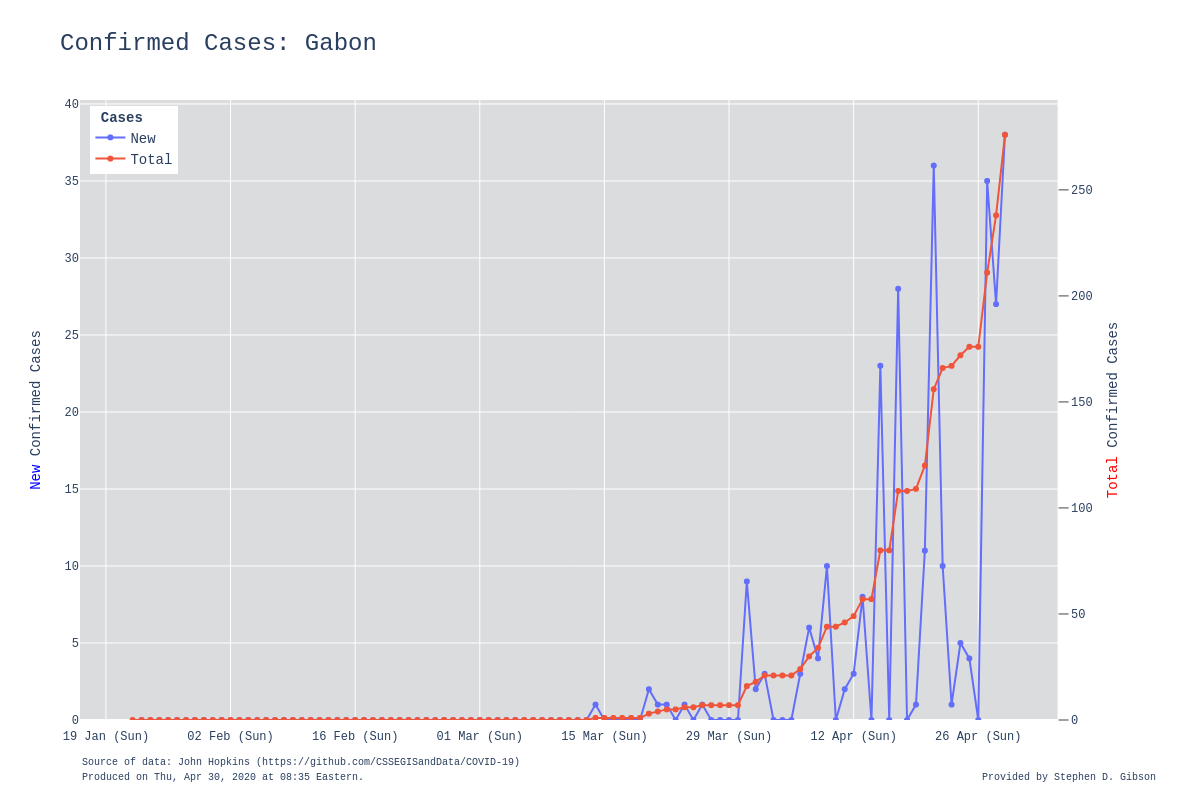 Confirmed Cases: Gabon
Cases
New
Total
40
35
30
25
20
15
10
5
0
New Confirmed Cases
250
200
150
100
50
0
Total Confirmed Cases
19 Jan (Sun) 02 Feb (Sun) 16 Feb (Sun) 01 Mar (Sun) 15 Mar (Sun) 29 Mar (Sun) 12 Apr (Sun) 26 Apr (Sun)
Source of data: John Hopkins (https://github.com/CSSEGISandData/COVID-19)
Produced on Thu, Apr 30, 2020 at 08:35 Eastern.
Provided by Stephen D. Gibson